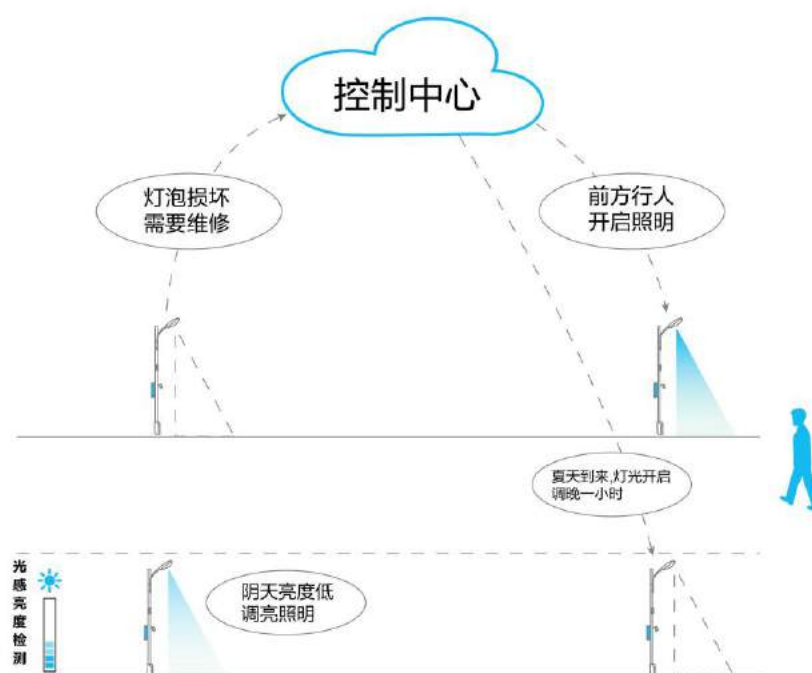 控制中心
灯泡损坏
需要维修
前方行人
开启照明
夏天到来,灯光开启
调晚一小时
光感亮度检测
阴天亮度低
调亮照明